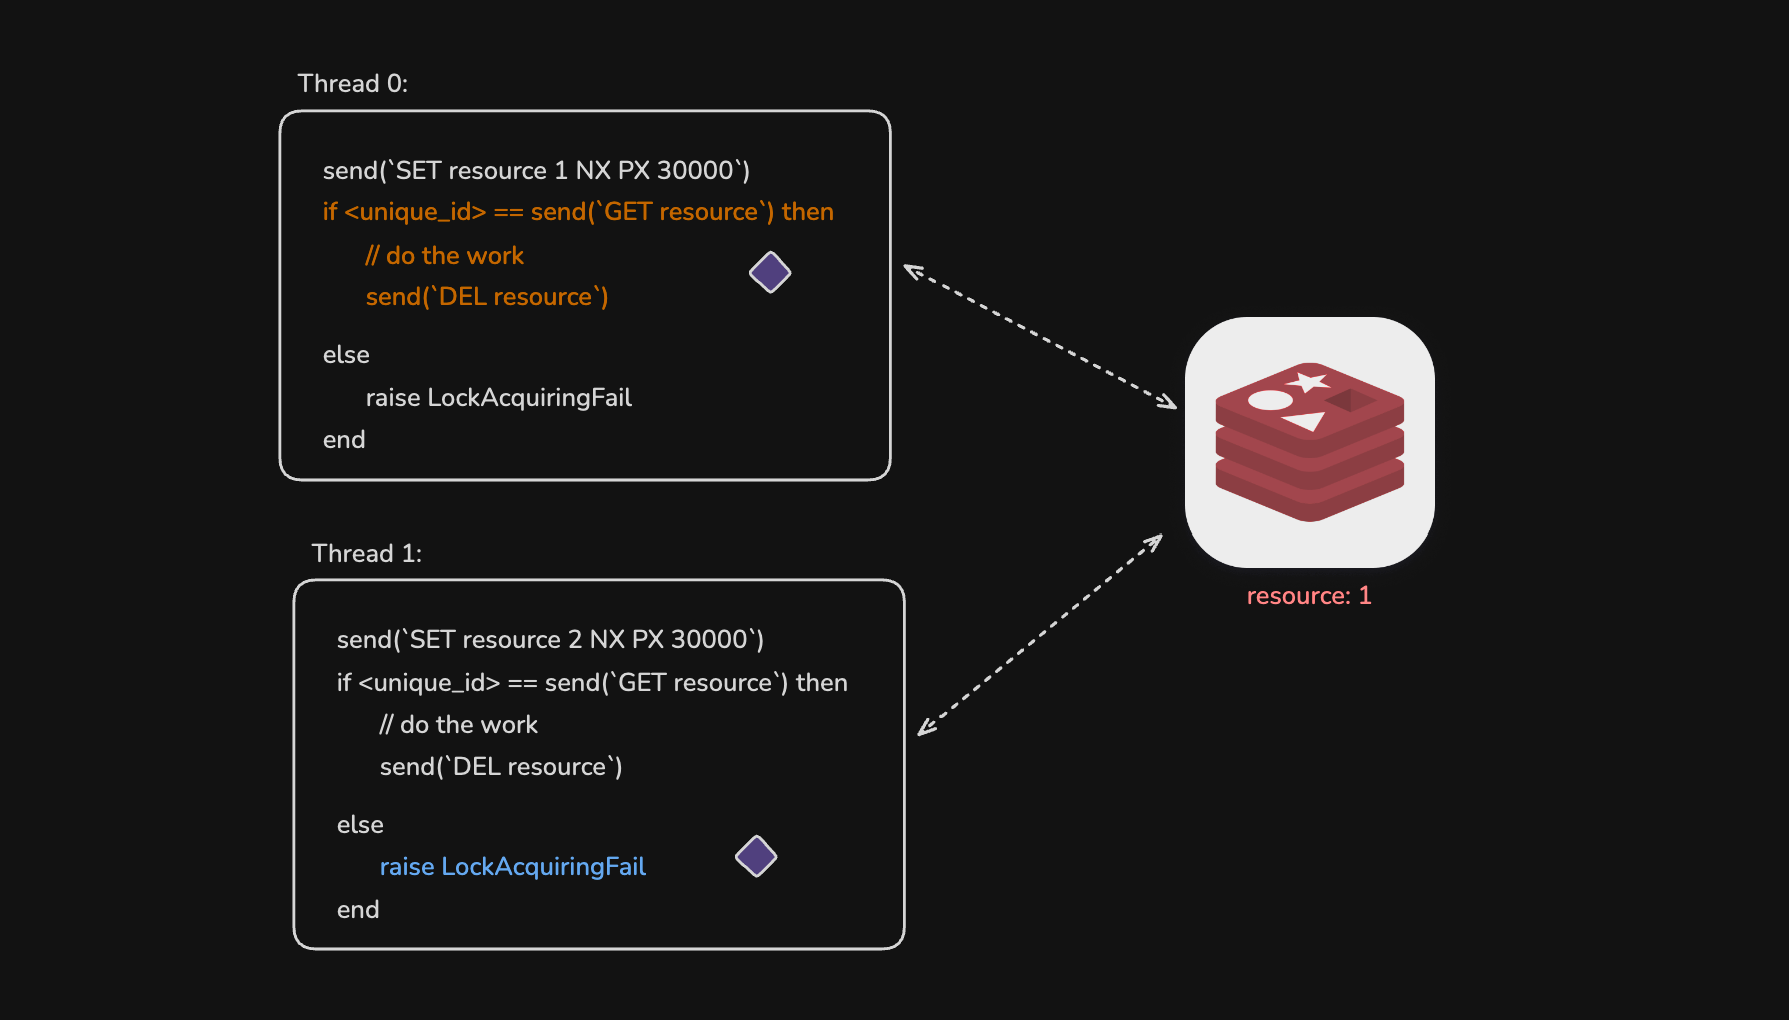 Thread 0:
send(`SET resource 1 NX PX 30000`)
if <unique_id> == send(`GET resource`) then
// do the work
send(`DEL resource`)
else
raise LockAcquiringFail
end
Thread 1:
send(`SET resource 2 NX PX 30000`)
if <unique_id> == send(`GET resource`) then
// do the work
send(`DEL resource`)
else
raise LockAcquiringFail
end
resource: 1